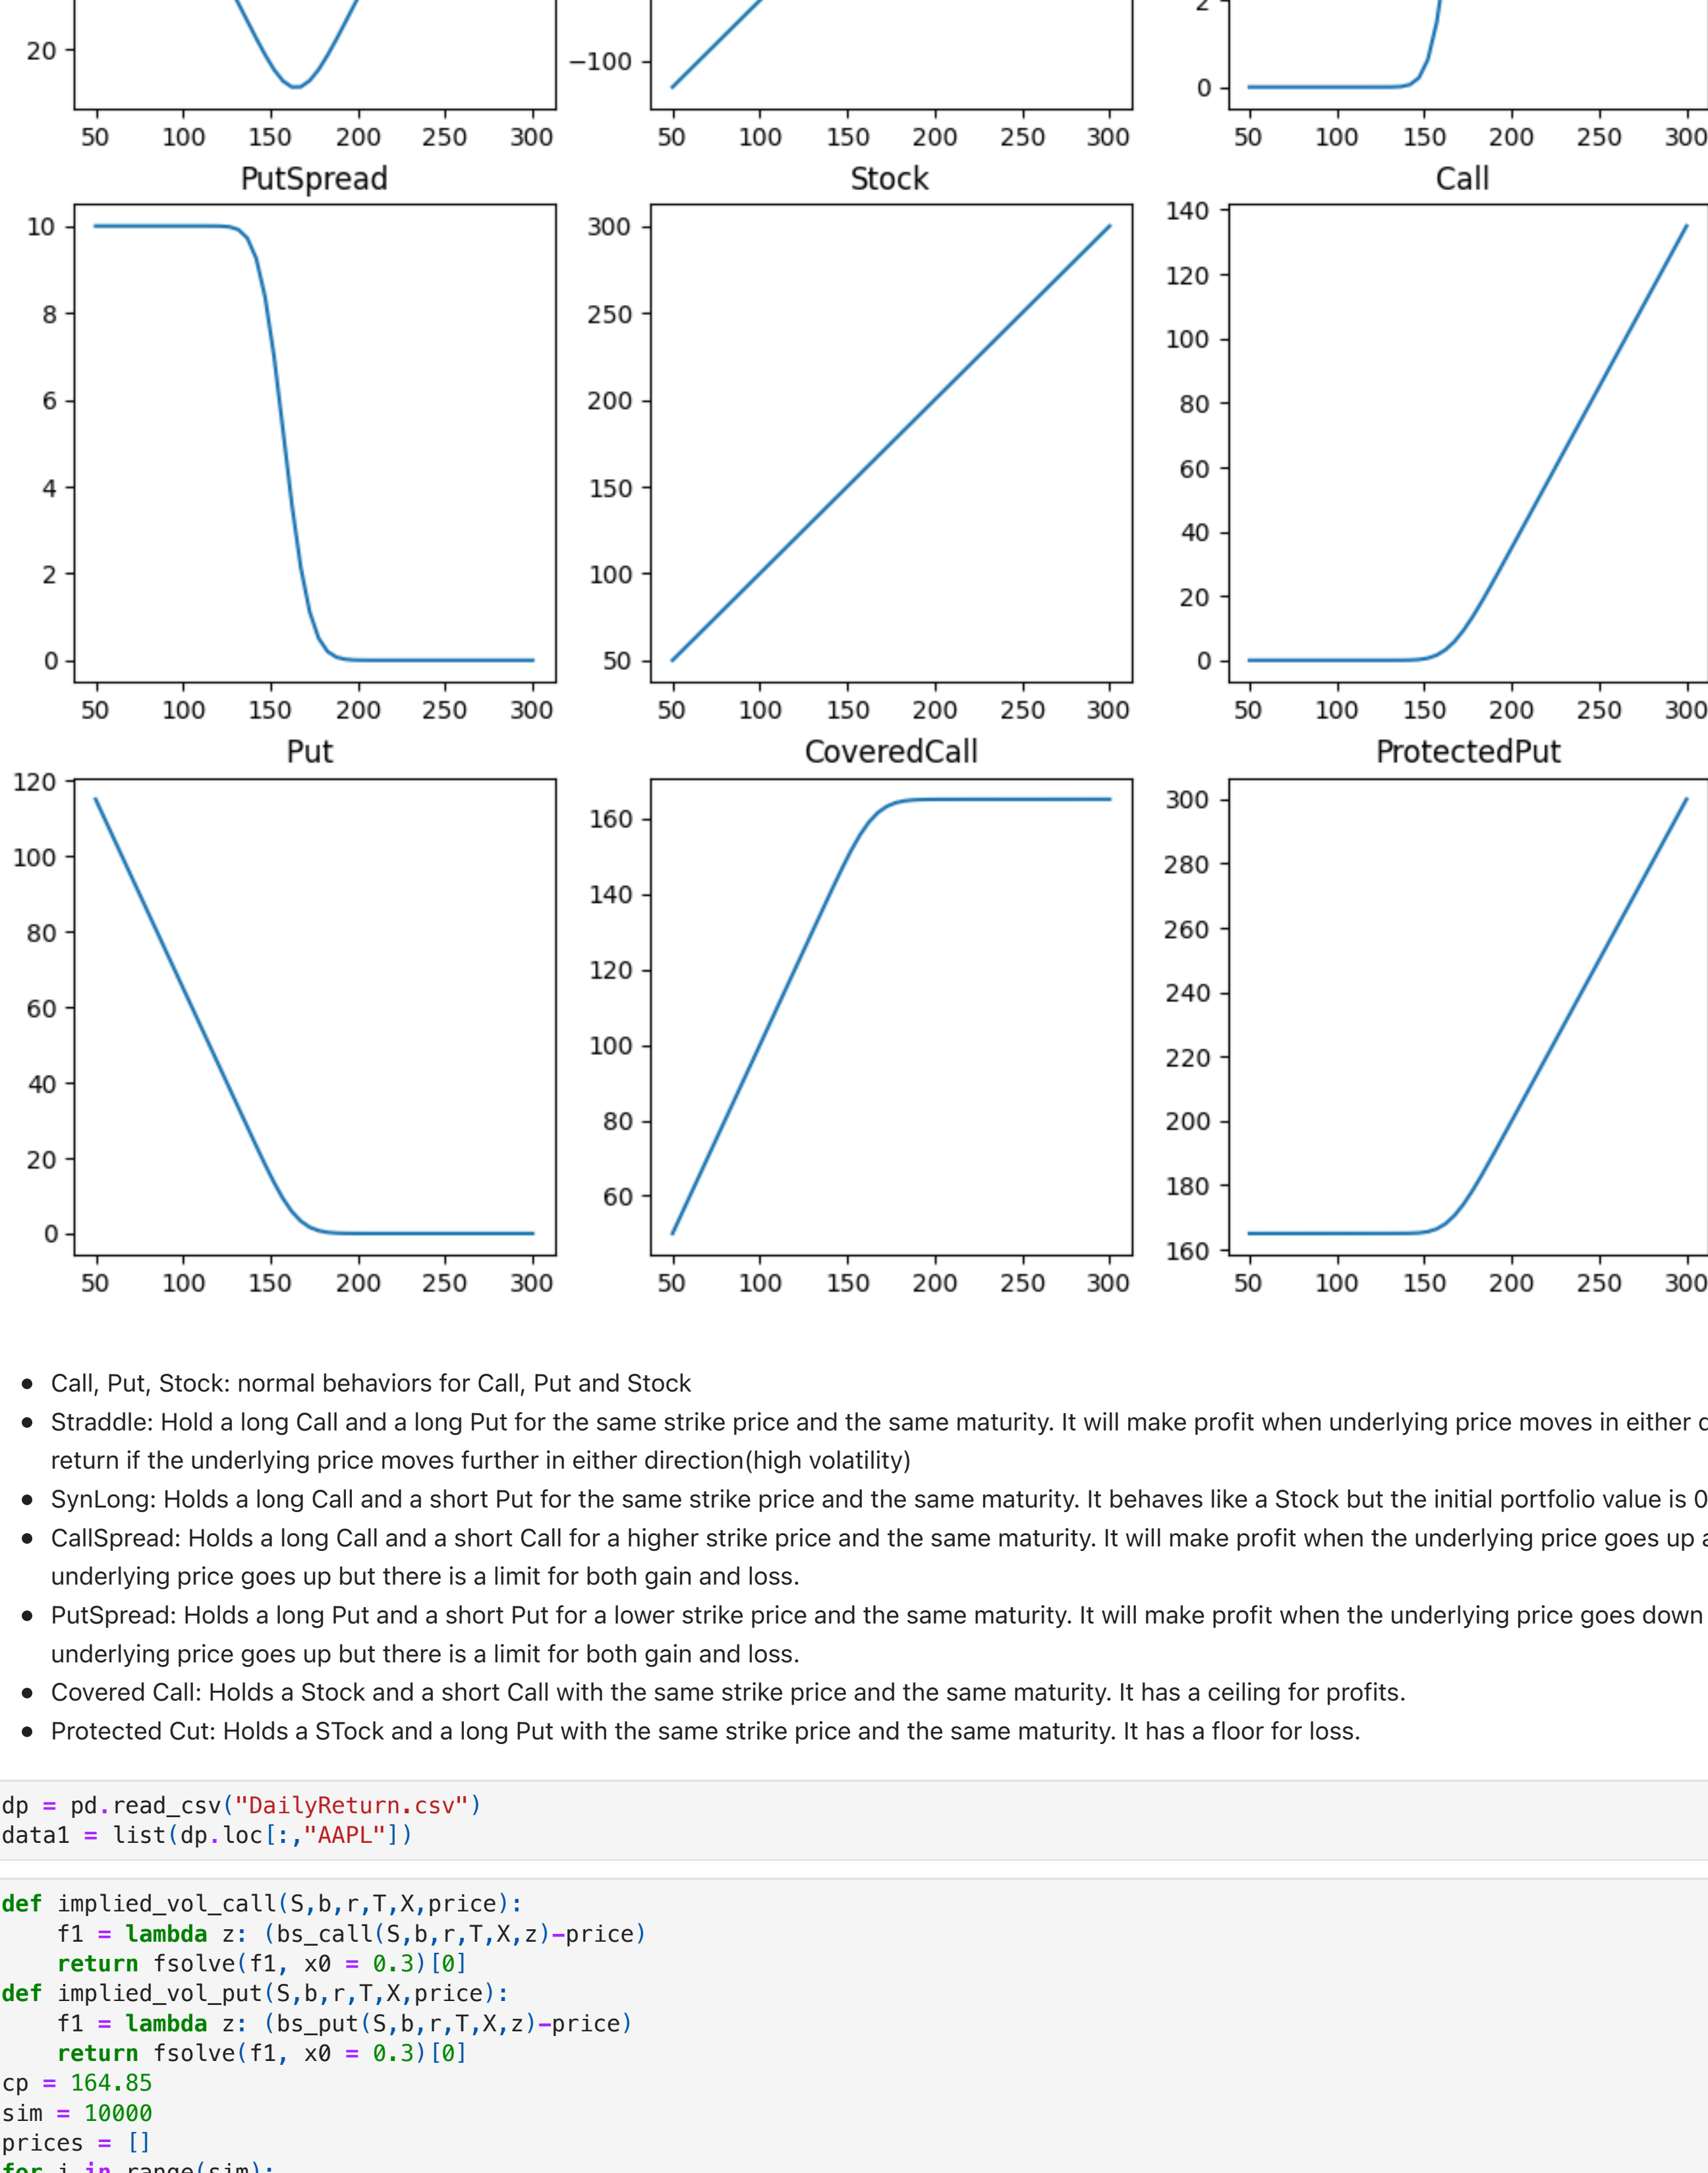 20
−100
2
0
50 100 150 200 250 300
50 100 150 200 250 300
50 100 150 200 250 300
PutSpread
Stock
Call
10
8
6
4
2
0
50 100 150 200 250 300
300
250
200
150
100
50
50 100 150 200 250 300
140
120
100
80
60
40
20
0
50 100 150 200 250 300
Put
CoveredCall
ProtectedPut
120
100
80
60
40
20
0
50 100 150 200 250 300
160
140
120
100
80
60
50 100 150 200 250 300
300
280
260
240
220
200
180
160
50 100 150 200 250 300
• Call, Put, Stock: normal behaviors for Call, Put and Stock
• Straddle: Hold a long Call and a long Put for the same strike price and the same maturity. It will make profit when underlying price moves in either
return if the underlying price moves further in either direction(high volatility)
• SynLong: Holds a long Call and a short Put for the same strike price and the same maturity. It behaves like a Stock but the initial portfolio value is 0
• CallSpread: Holds a long Call and a short Call for a higher strike price and the same maturity. It will make profit when the underlying price goes up
underlying price goes up but there is a limit for both gain and loss.
• PutSpread: Holds a long Put and a short Put for a lower strike price and the same maturity. It will make profit when the underlying price goes down
underlying price goes up but there is a limit for both gain and loss.
• Covered Call: Holds a Stock and a short Call with the same strike price and the same maturity. It has a ceiling for profits.
• Protected Cut: Holds a STock and a long Put with the same strike price and the same maturity. It has a floor for loss.
dp = pd.read_csv("DailyReturn.csv")
data1 = list(dp.loc[:,"AAPL"])
def implied_vol_call(S,b,r,T,X,price):
    f1 = lambda z: (bs_call(S,b,r,T,X,z)-price)
    return fsolve(f1, x0 = 0.3)[0]
def implied_vol_put(S,b,r,T,X,price):
    f1 = lambda z: (bs_put(S,b,r,T,X,z)-price)
    return fsolve(f1, x0 = 0.3)[0]
cp = 164.85
sim = 10000
prices = []
for i in range(sim):